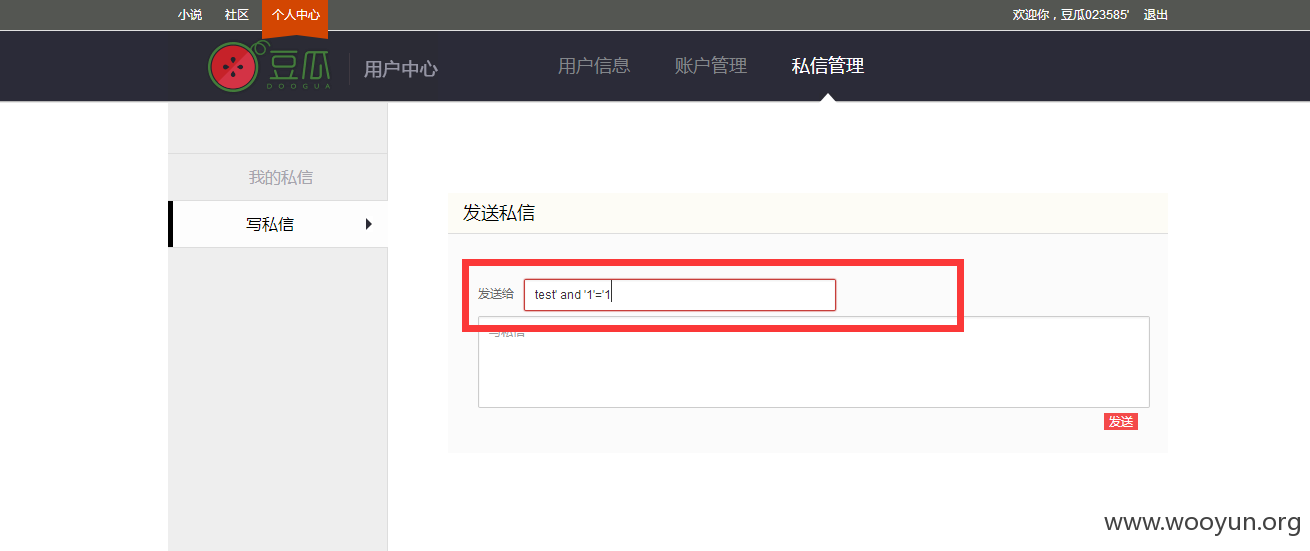 小说 社区 个人中心 欢迎你，豆瓜023585' 退出
豆瓜 DOOGUA 用户中心 用户信息 账户管理 私信管理
我的私信
写私信
发送私信
发送给 test' and '1'='1
写私信
发送
www.wooyun.org